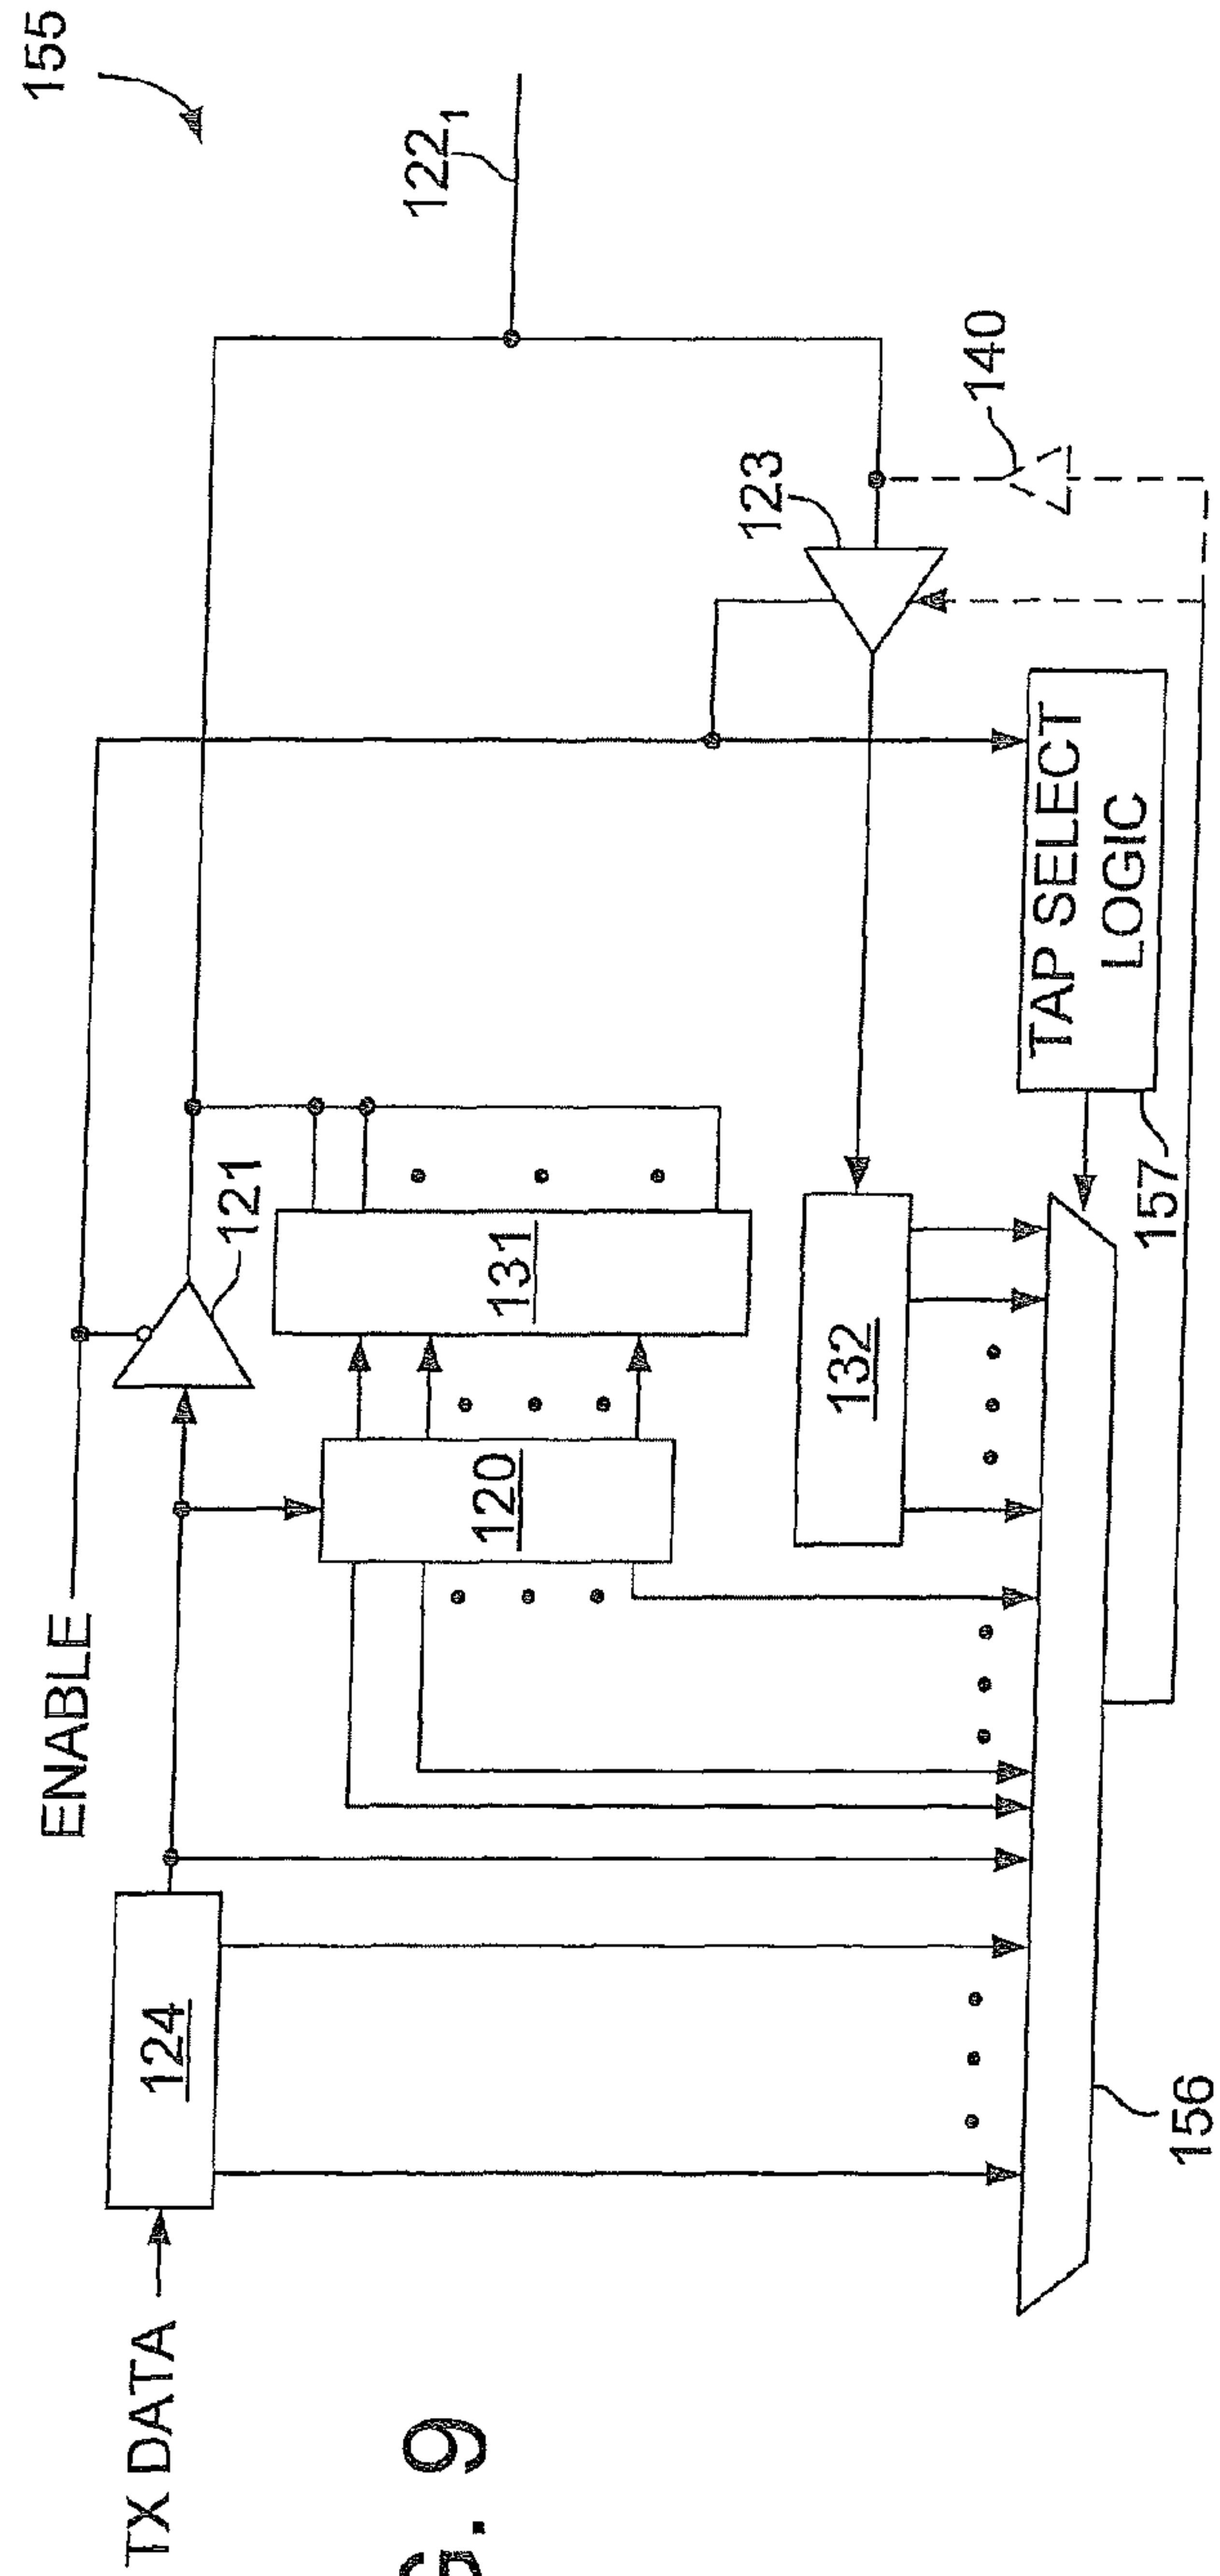 155
122₁
ENABLE
140
123
121
TX DATA
124
120
131
132
TAP SELECT
LOGIC
157
156
G. 9